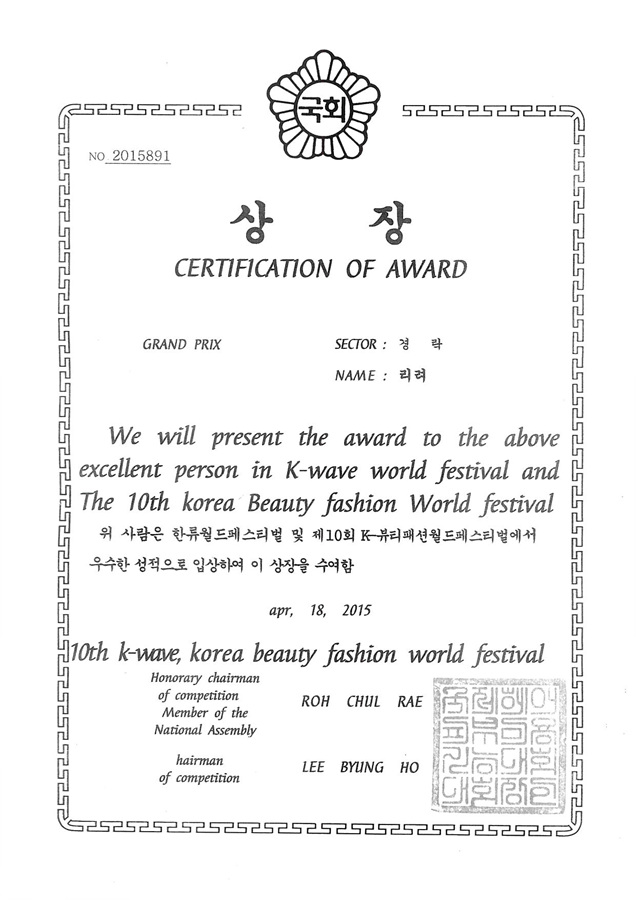 국회
NO. 2015891
상 장
CERTIFICATION OF AWARD
GRAND PRIX
SECTOR : 경 락
NAME : 리려
We will present the award to the above
excellent person in K-wave world festival and
The 10th korea Beauty fashion World festival
위 사람은 한류월드페스티벌 및 제10회 K-뷰티패션월드페스티벌에서
우수한 성적으로 입상하여 이 상장을 수여함
apr, 18, 2015
10th k-wave, korea beauty fashion world festival
Honorary chairman
of competition
Member of the
National Assembly
ROH CHUL RAE
hairman
of competition
LEE BYUNG HO